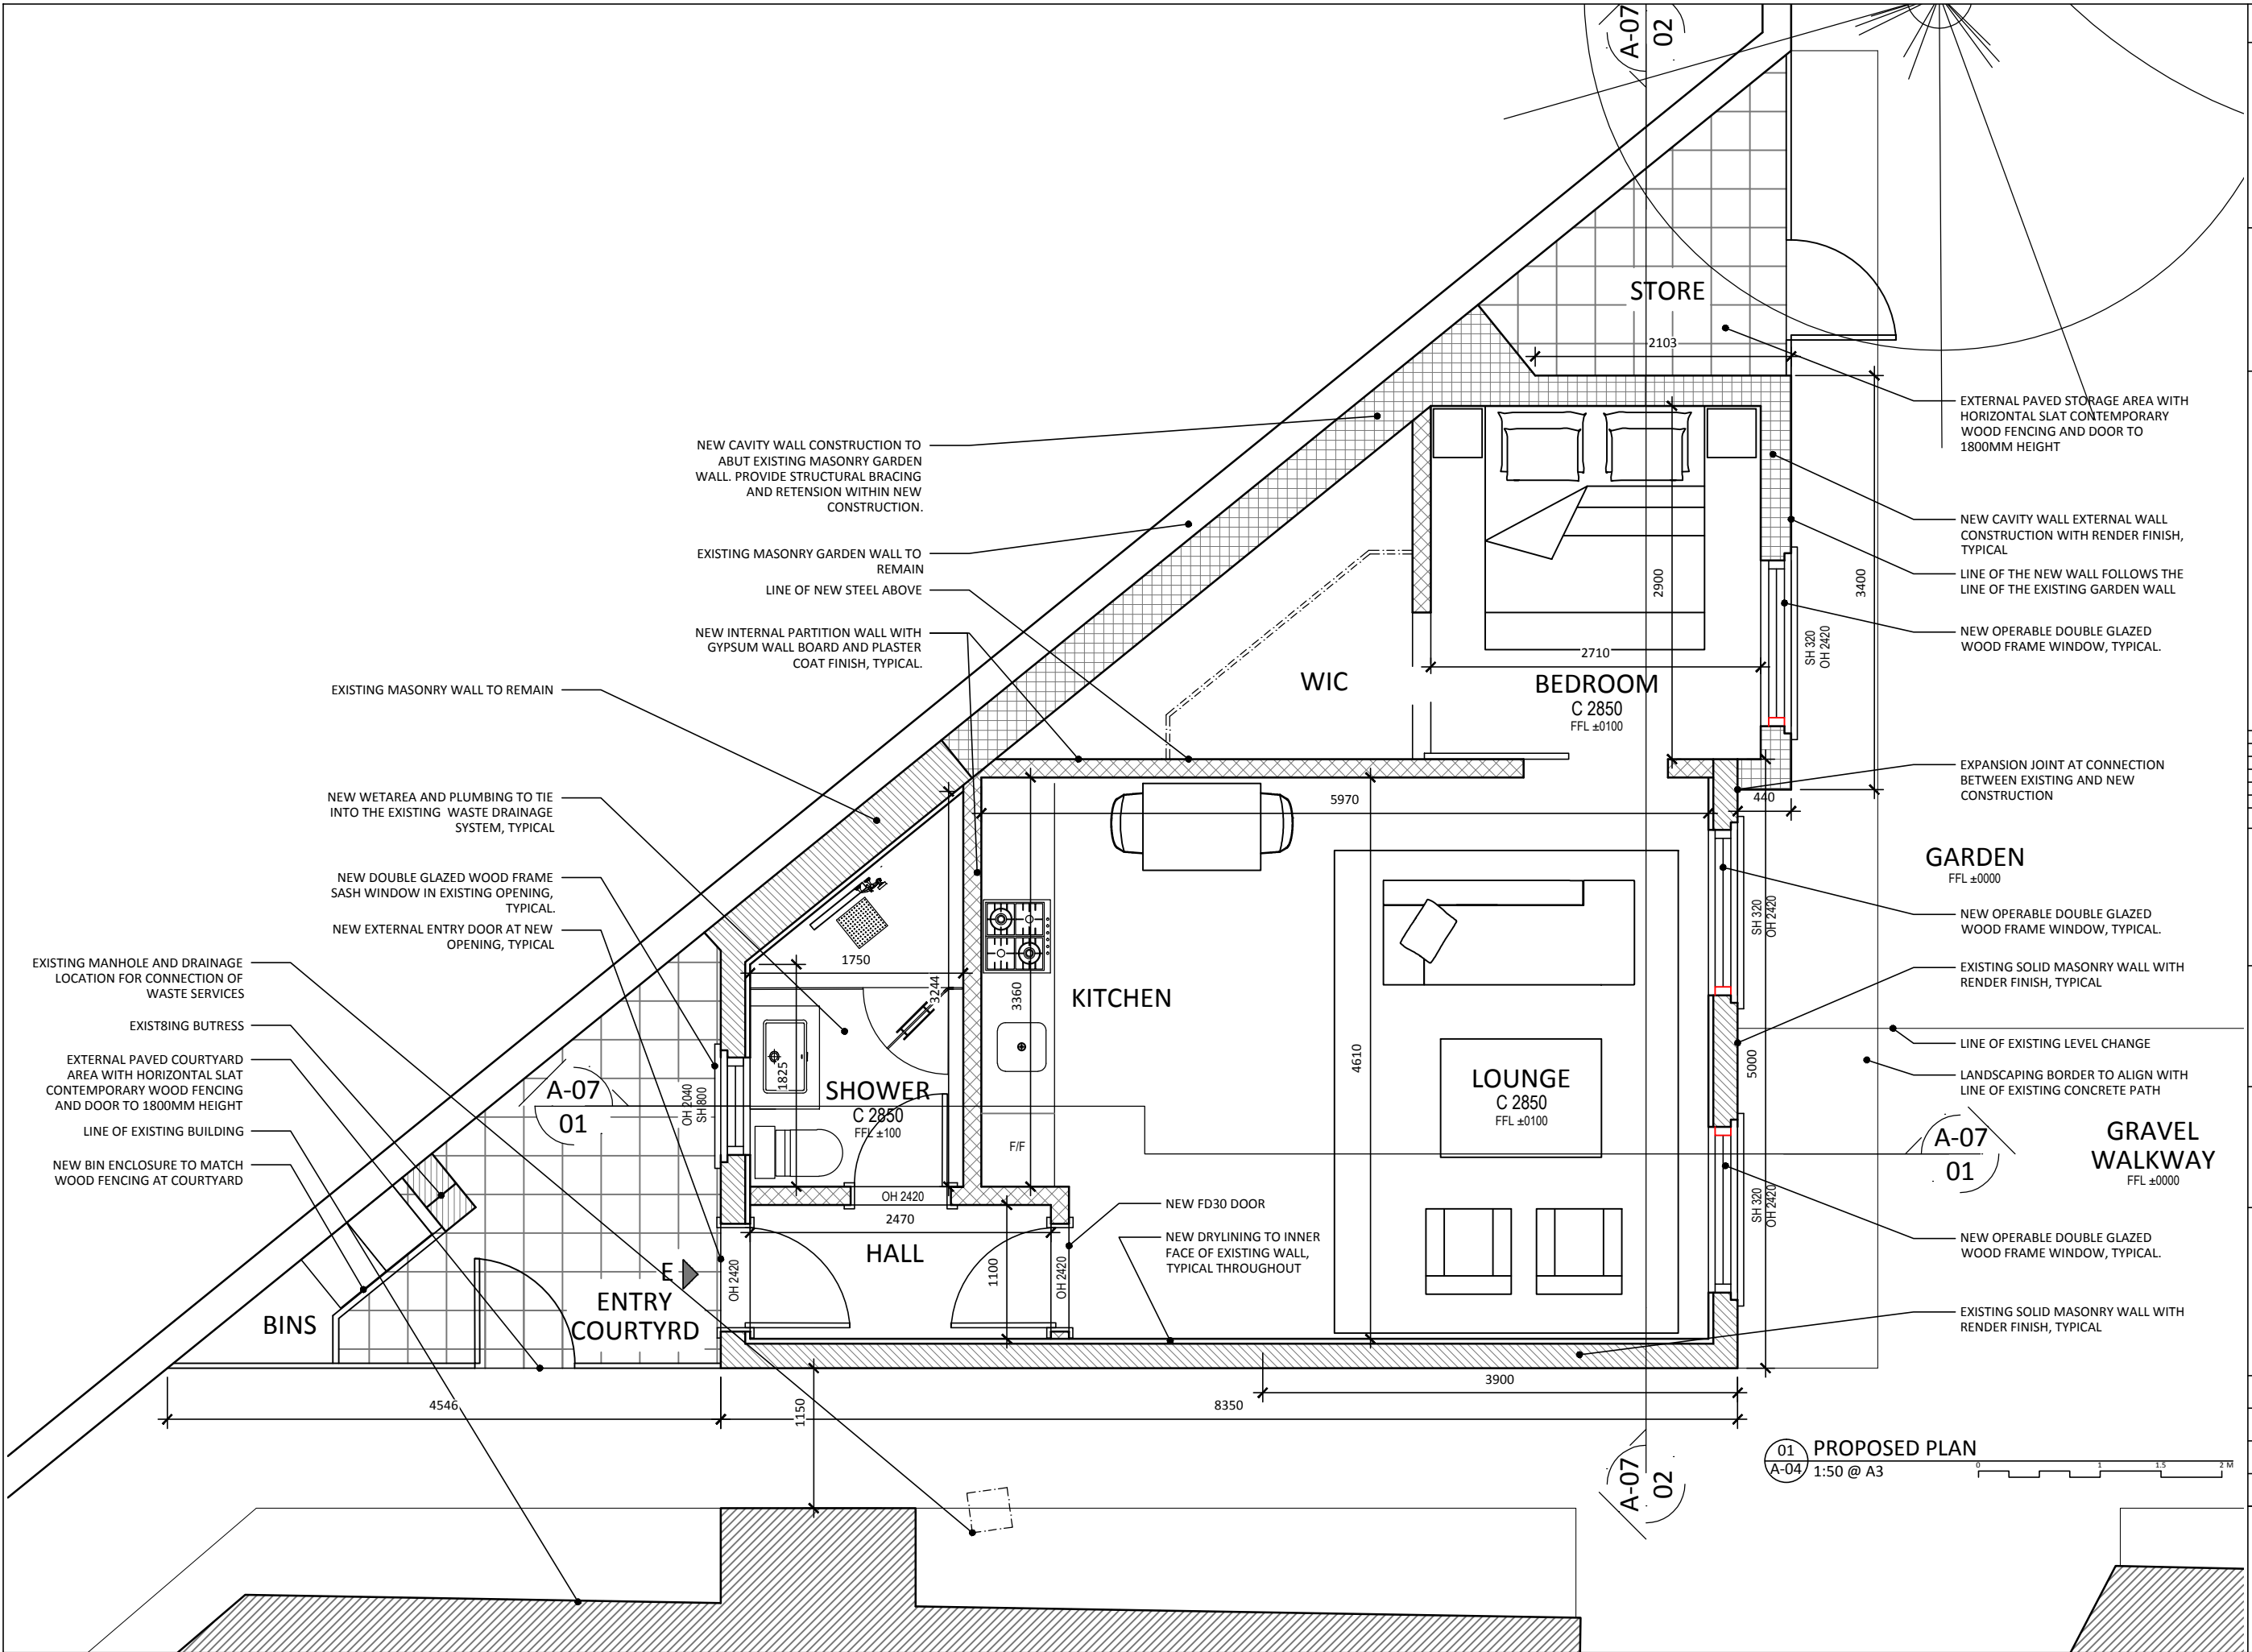 A-07
02
STORE
2103
EXTERNAL PAVED STORAGE AREA WITH
HORIZONTAL SLAT CONTEMPORARY
WOOD FENCING AND DOOR TO
1800MM HEIGHT
NEW CAVITY WALL CONSTRUCTION TO
ABUT EXISTING MASONRY GARDEN
WALL. PROVIDE STRUCTURAL BRACING
AND RETENSION WITHIN NEW
CONSTRUCTION.
NEW CAVITY WALL EXTERNAL WALL
CONSTRUCTION WITH RENDER FINISH,
TYPICAL
EXISTING MASONRY GARDEN WALL TO
REMAIN
LINE OF THE NEW WALL FOLLOWS THE
LINE OF THE EXISTING GARDEN WALL
LINE OF NEW STEEL ABOVE
2900
3400
NEW INTERNAL PARTITION WALL WITH
GYPSUM WALL BOARD AND PLASTER
COAT FINISH, TYPICAL.
NEW OPERABLE DOUBLE GLAZED
WOOD FRAME WINDOW, TYPICAL.
SH 320
OH 2420
2710
WIC
BEDROOM
C 2850
FFL ±0100
EXISTING MASONRY WALL TO REMAIN
EXPANSION JOINT AT CONNECTION
BETWEEN EXISTING AND NEW
CONSTRUCTION
NEW WETAREA AND PLUMBING TO TIE
INTO THE EXISTING WASTE DRAINAGE
SYSTEM, TYPICAL
5970
440
GARDEN
FFL ±0000
NEW DOUBLE GLAZED WOOD FRAME
SASH WINDOW IN EXISTING OPENING,
TYPICAL.
SH 320
OH 2420
NEW OPERABLE DOUBLE GLAZED
WOOD FRAME WINDOW, TYPICAL.
NEW EXTERNAL ENTRY DOOR AT NEW
OPENING, TYPICAL
1750
EXISTING MANHOLE AND DRAINAGE
LOCATION FOR CONNECTION OF
WASTE SERVICES
EXISTING SOLID MASONRY WALL WITH
RENDER FINISH, TYPICAL
3244
3360
KITCHEN
EXIST8ING BUTRESS
LINE OF EXISTING LEVEL CHANGE
EXTERNAL PAVED COURTYARD
AREA WITH HORIZONTAL SLAT
CONTEMPORARY WOOD FENCING
AND DOOR TO 1800MM HEIGHT
1825
4610
5000
LANDSCAPING BORDER TO ALIGN WITH
LINE OF EXISTING CONCRETE PATH
A-07
01
OH 2040
SH 800
SHOWER
C 2850
FFL ±100
LOUNGE
C 2850
FFL ±0100
LINE OF EXISTING BUILDING
F/F
A-07
01
GRAVEL
WALKWAY
FFL ±0000
NEW BIN ENCLOSURE TO MATCH
WOOD FENCING AT COURTYARD
OH 2420
NEW FD30 DOOR
SH 320
OH 2420
2470
HALL
NEW DRYLINING TO INNER
FACE OF EXISTING WALL,
TYPICAL THROUGHOUT
NEW OPERABLE DOUBLE GLAZED
WOOD FRAME WINDOW, TYPICAL.
E
OH 2420
1100
OH 2420
BINS
ENTRY
COURTYRD
EXISTING SOLID MASONRY WALL WITH
RENDER FINISH, TYPICAL
3900
4546
1150
8350
A-07
02
01
A-04
PROPOSED PLAN
1:50 @ A3
0 1 1.5 2 M